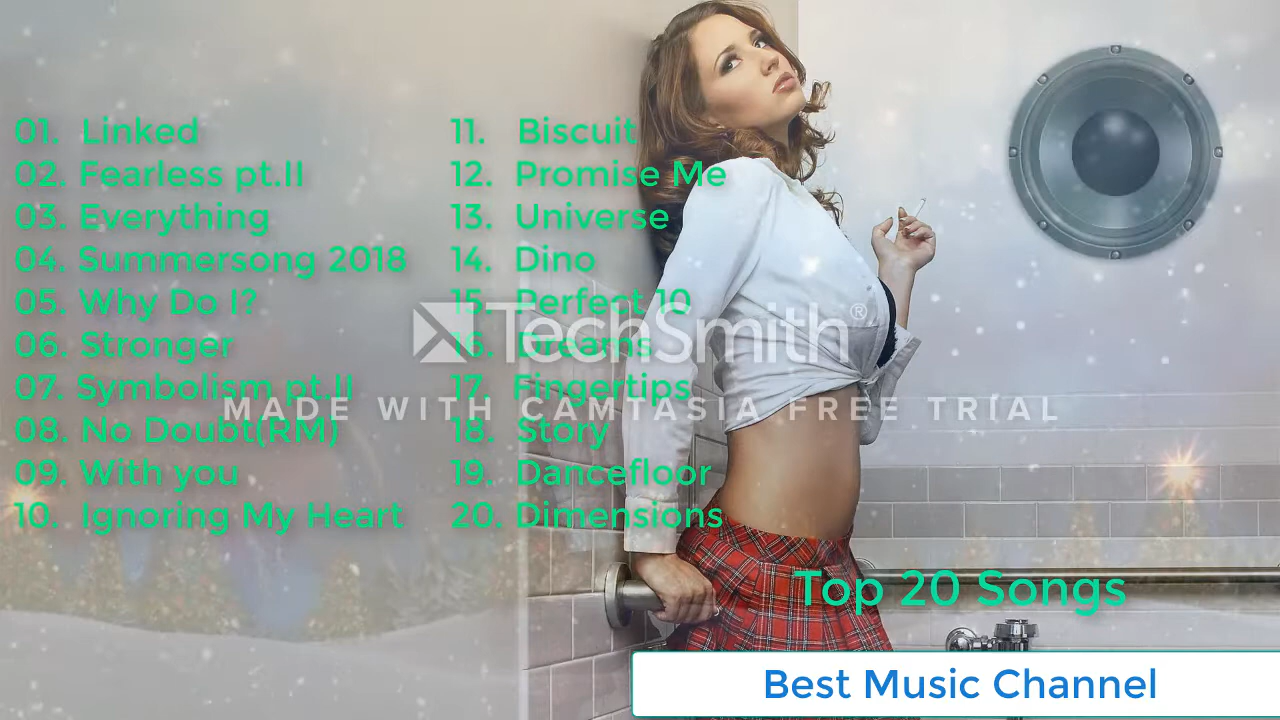 01. Linked
02. Fearless pt.II
03. Everything
04. Summersong 2018
05. Why Do I?
06. Stronger
07. Symbolism pt.II
08. No Doubt(RM)
09. With you
10. Ignoring My Heart
11. Biscuit
12. Promise Me
13. Universe
14. Dino
15. Perfect 10
16. Dreams
17. Fingertips
18. Story
19. Dancefloor
20. Dimensions
TechSmith®
MADE WITH CAMTASIA FREE TRIAL
Top 20 Songs
Best Music Channel